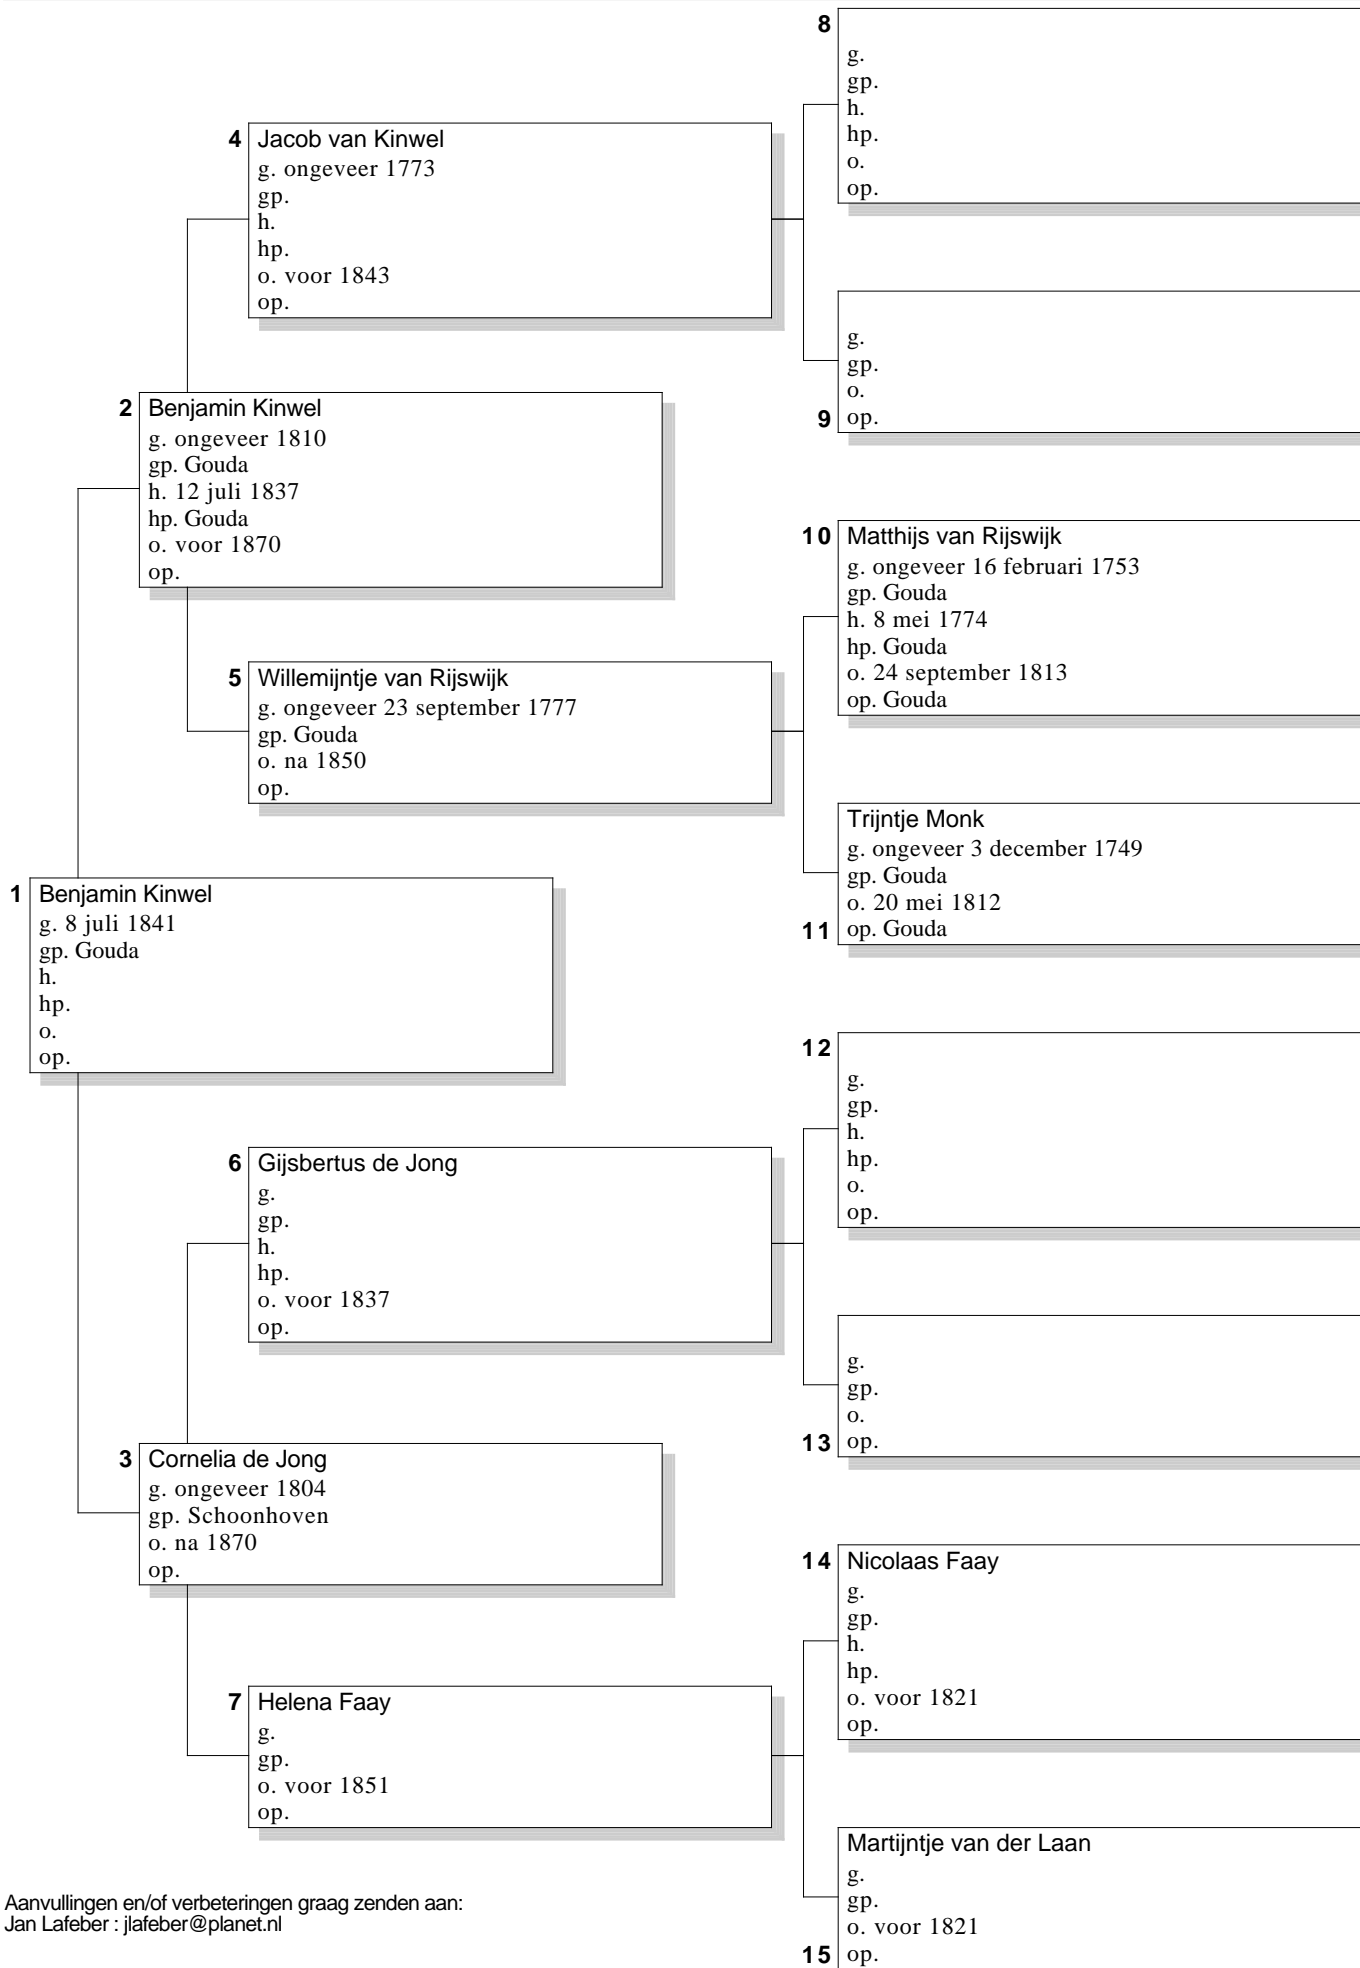 8
g.
gp.
h.
hp.
o.
op.
4 Jacob van Kinwel
g. ongeveer 1773
gp.
h.
hp.
o. voor 1843
op.
g.
gp.
o.
9 op.
2 Benjamin Kinwel
g. ongeveer 1810
gp. Gouda
h. 12 juli 1837
hp. Gouda
o. voor 1870
op.
10 Matthijs van Rijswijk
g. ongeveer 16 februari 1753
gp. Gouda
h. 8 mei 1774
hp. Gouda
o. 24 september 1813
op. Gouda
5 Willemijntje van Rijswijk
g. ongeveer 23 september 1777
gp. Gouda
o. na 1850
op.
Trijntje Monk
g. ongeveer 3 december 1749
gp. Gouda
o. 20 mei 1812
11 op. Gouda
1 Benjamin Kinwel
g. 8 juli 1841
gp. Gouda
h.
hp.
o.
op.
12
g.
gp.
h.
hp.
o.
op.
6 Gijsbertus de Jong
g.
gp.
h.
hp.
o. voor 1837
op.
g.
gp.
o.
13 op.
3 Cornelia de Jong
g. ongeveer 1804
gp. Schoonhoven
o. na 1870
op.
14 Nicolaas Faay
g.
gp.
h.
hp.
o. voor 1821
op.
7 Helena Faay
g.
gp.
o. voor 1851
op.
Martijntje van der Laan
g.
gp.
o. voor 1821
15 op.
Aanvullingen en/of verbeteringen graag zenden aan:
Jan Lafeber : jlafeber@planet.nl